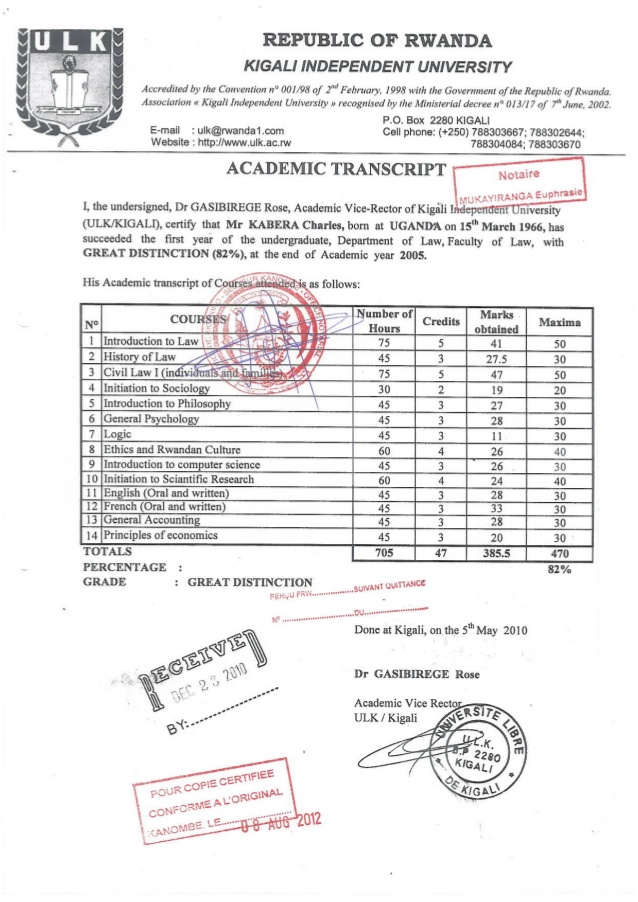 ULK
REPUBLIC OF RWANDA
KIGALI INDEPENDENT UNIVERSITY
Accredited by the Convention n° 001/98 of 2nd February, 1998 with the Government of the Republic of Rwanda.
Association « Kigali Independent University » recognised by the Ministerial decree n° 013/17 of 7th June, 2002.
P.O. Box 2280 KIGALI
E-mail : ulk@rwanda1.com Cell phone: (+250) 788303667; 788302644;
Website : http://www.ulk.ac.rw 788304084; 788303670
ACADEMIC TRANSCRIPT
Notaire
MUKAYIRANGA Euphrasie
I, the undersigned, Dr GASIBIREGE Rose, Academic Vice-Rector of Kigali Independent University
(ULK/KIGALI), certify that Mr KABERA Charles, born at UGANDA on 15th March 1966, has
succeeded the first year of the undergraduate, Department of Law, Faculty of Law, with
GREAT DISTINCTION (82%), at the end of Academic year 2005.
His Academic transcript of Courses attended is as follows:
N° COURSES Number of Hours Credits Marks obtained Maxima
1 Introduction to Law 75 5 41 50
2 History of Law 45 3 27.5 30
3 Civil Law I (individuals and families) 75 5 47 50
4 Initiation to Sociology 30 2 19 20
5 Introduction to Philosophy 45 3 27 30
6 General Psychology 45 3 28 30
7 Logic 45 3 11 30
8 Ethics and Rwandan Culture 60 4 26 40
9 Introduction to computer science 45 3 26 30
10 Initiation to Sciantific Research 60 4 24 40
11 English (Oral and written) 45 3 28 30
12 French (Oral and written) 45 3 33 30
13 General Accounting 45 3 28 30
14 Principles of economics 45 3 20 30
TOTALS 705 47 385.5 470
PERCENTAGE : 82%
GRADE : GREAT DISTINCTION
PERÇU FRW...............SUIVANT QUITTANCE
N° ....................DU....................
Done at Kigali, on the 5th May 2010
RECEIVED
DEC 23 2010
BY:..................
Dr GASIBIREGE Rose
Academic Vice Rector
ULK / Kigali
UNIVERSITE LIBRE
U.L.K.
B.P 2280
KIGALI
DE KIGALI
POUR COPIE CERTIFIEE
CONFORME A L'ORIGINAL
KANOMBE LE........08 AUG 2012